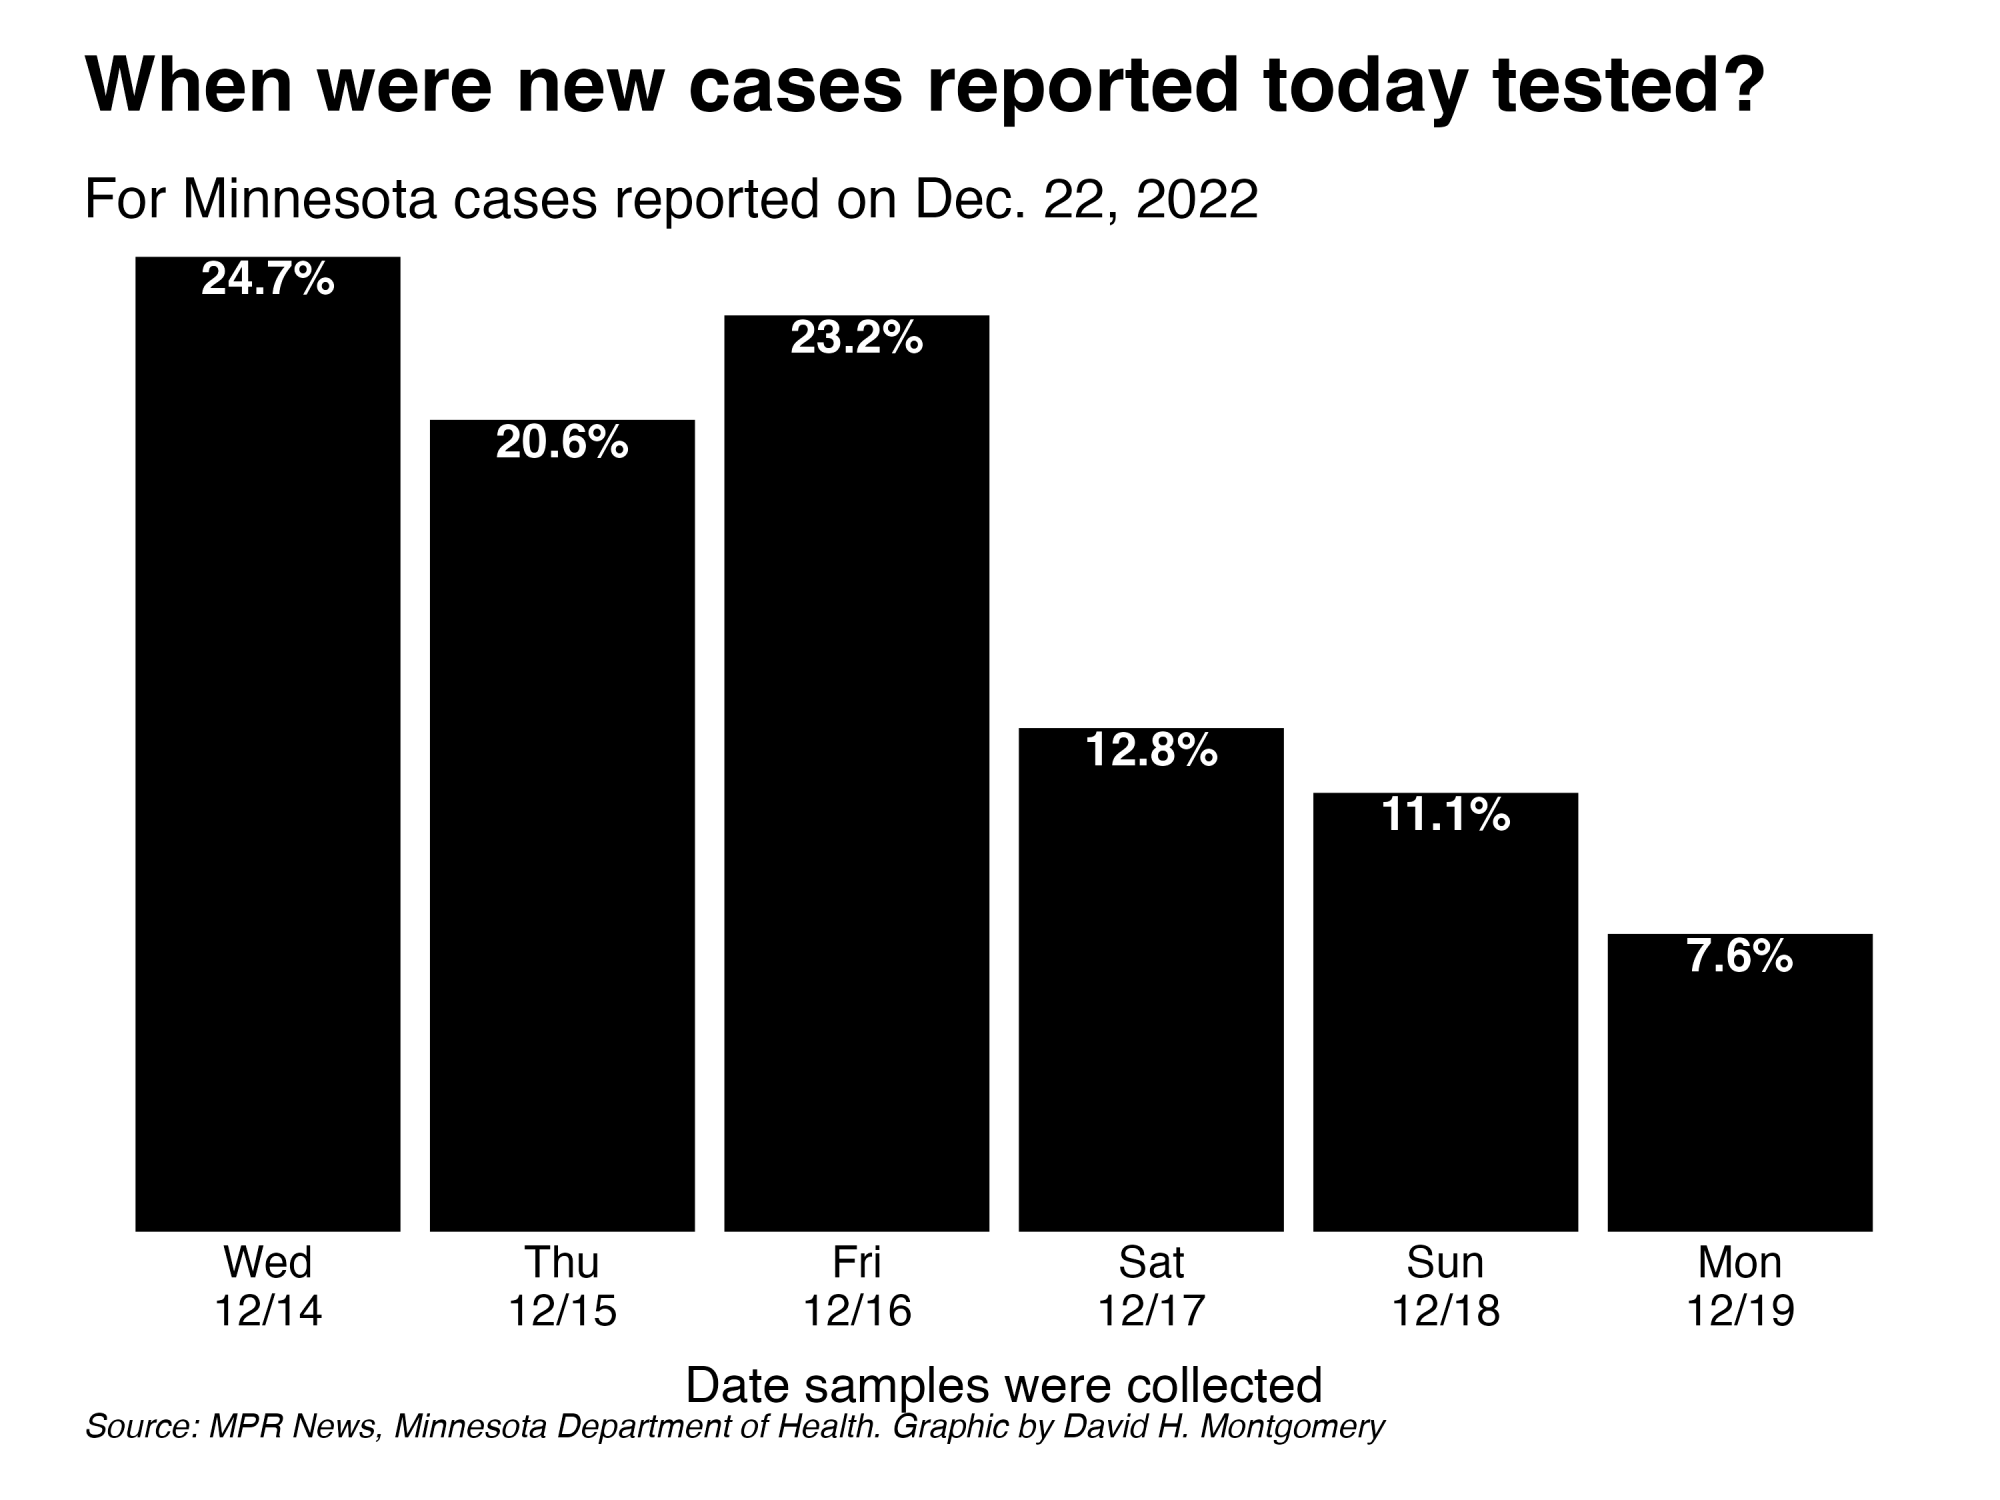 When were new cases reported today tested?
For Minnesota cases reported on Dec. 22, 2022
24.7%
20.6%
23.2%
12.8%
11.1%
7.6%
Wed Thu Fri Sat Sun Mon
12/14 12/15 12/16 12/17 12/18 12/19
Date samples were collected
Source: MPR News, Minnesota Department of Health. Graphic by David H. Montgomery